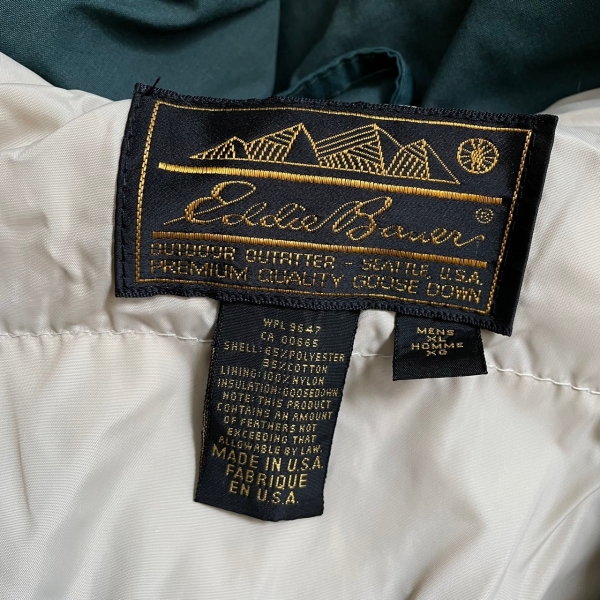 Eddie Bauer ®
OUTDOOR OUTFITTER - SEATTLE, U.S.A.
PREMIUM QUALITY GOOSE DOWN
WPL 9647
CA 00665
SHELL: 65% POLYESTER
35% COTTON
LINING: 100% NYLON
INSULATION: GOOSEDOWN
NOTE: THIS PRODUCT
CONTAINS AN AMOUNT
OF FEATHERS NOT
EXCEEDING THAT
ALLOWABLE BY LAW.
MADE IN U.S.A.
FABRIQUE
EN U.S.A.
MENS
XL
HOMME
XG